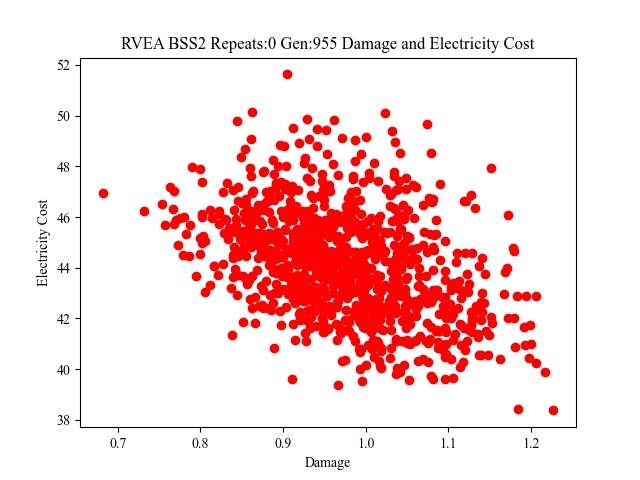 RVEA BSS2 Repeats:0 Gen:955 Damage and Electricity Cost
52
50
48
46
44
42
40
38
Electricity Cost
0.7 0.8 0.9 1.0 1.1 1.2
Damage